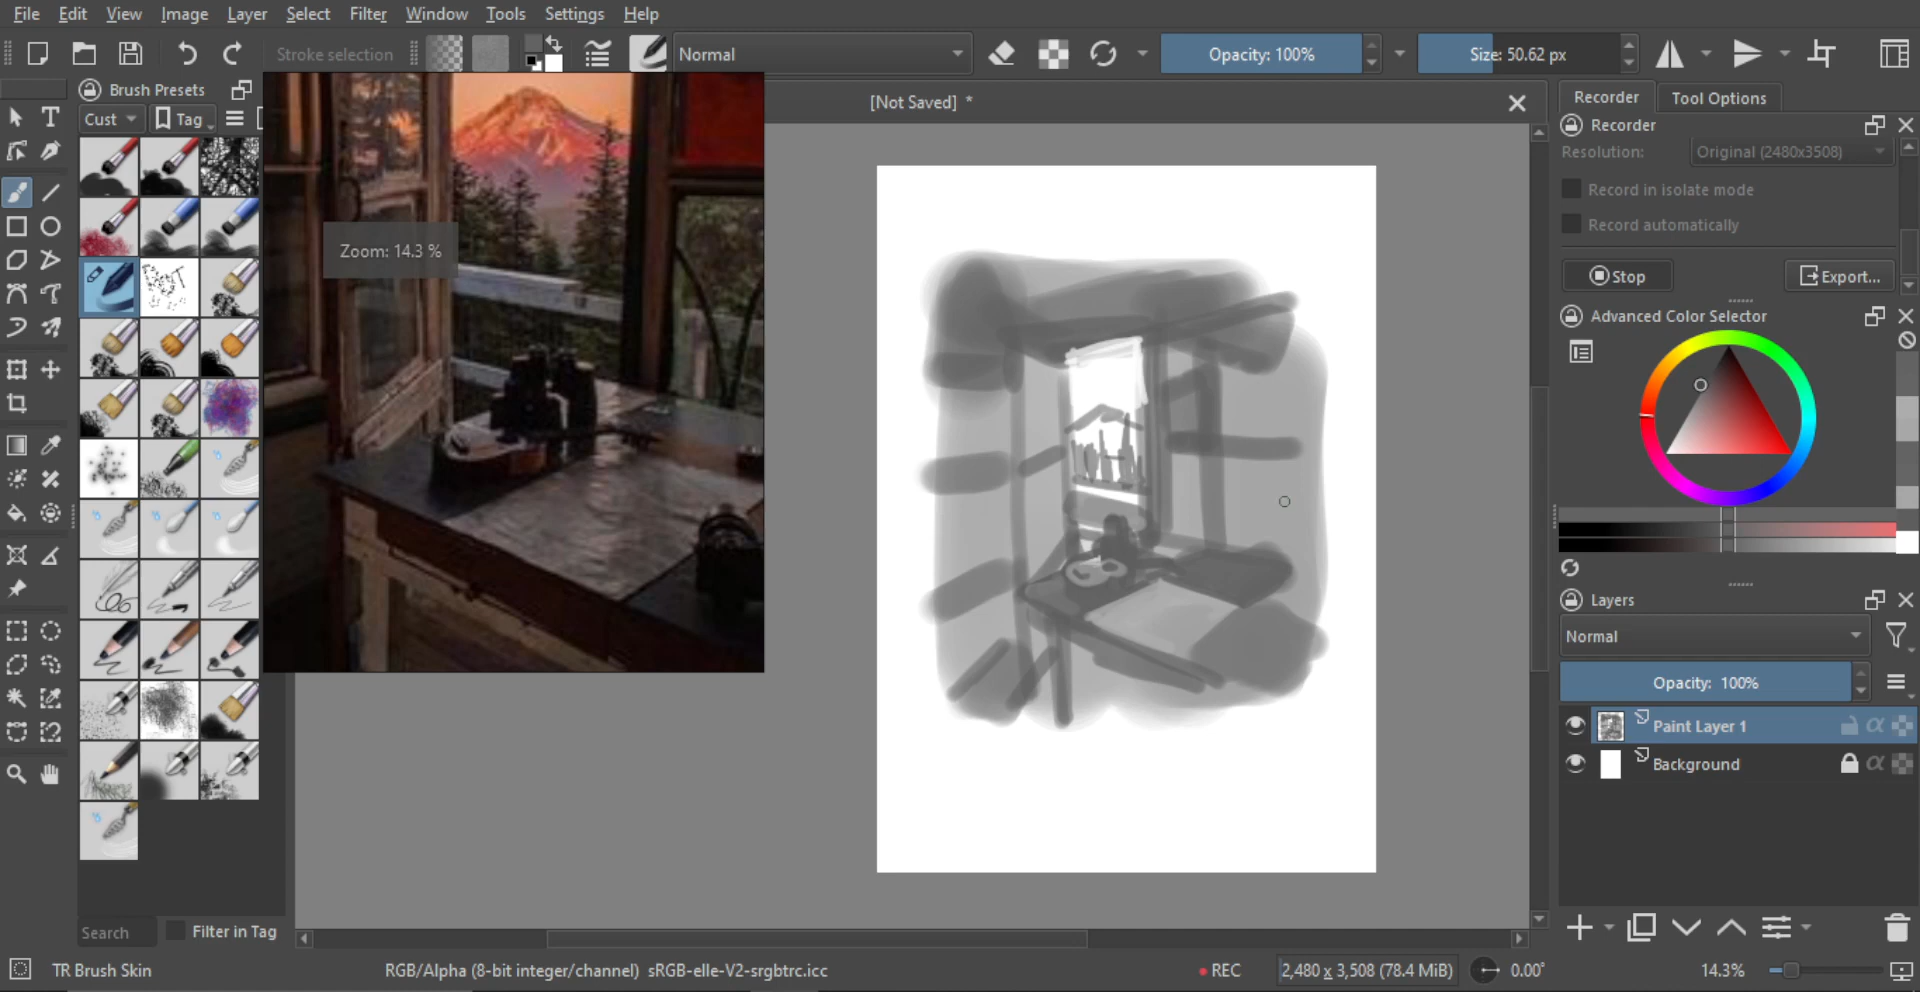 File Edit View Image Layer Select Filter Window Tools Settings Help
Stroke selection
Normal
Opacity: 100%
Size: 50.62 px
Brush Presets
Cust
Tag
[Not Saved] *
Zoom: 14.3 %
Recorder
Tool Options
Recorder
Resolution:
Original (2480x3508)
Record in isolate mode
Record automatically
Stop
Export...
Advanced Color Selector
Layers
Normal
Opacity: 100%
Paint Layer 1
Background
Search
Filter in Tag
TR Brush Skin
RGB/Alpha (8-bit integer/channel) sRGB-elle-V2-srgbtrc.icc
REC
2,480 x 3,508 (78.4 MiB)
0.00°
14.3%